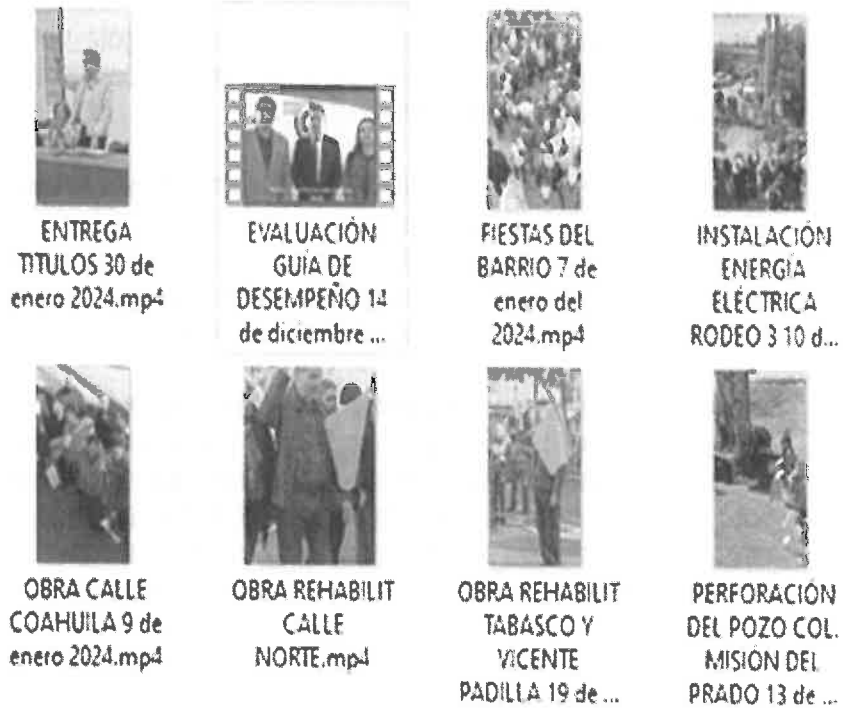 ENTREGA
TITULOS 30 de
enero 2024.mp4
EVALUACIÓN
GUÍA DE
DESEMPEÑO 14
de diciembre ...
FIESTAS DEL
BARRIO 7 de
enero del
2024.mp4
INSTALACIÓN
ENERGÍA
ELÉCTRICA
RODEO 3 10 d...
OBRA CALLE
COAHUILA 9 de
enero 2024.mp4
OBRA REHABILIT
CALLE
NORTE.mp4
OBRA REHABILIT
TABASCO Y
VICENTE
PADILLA 19 de ...
PERFORACIÓN
DEL POZO COL.
MISIÓN DEL
PRADO 13 de ...